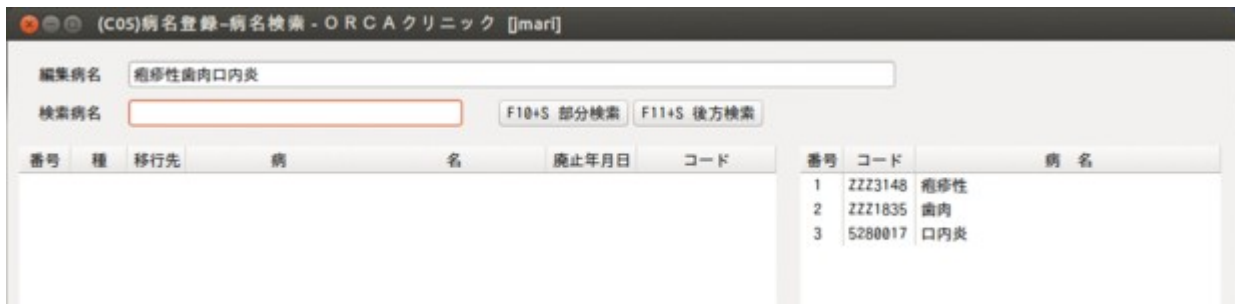 (C05)病名登録-病名検索 - ORCAクリニック [jmari]
編集病名 疱疹性歯肉口内炎
検索病名 F10+S 部分検索 F11+S 後方検索
番号 種 移行先 病 名 廃止年月日 コード
番号 コード 病 名
1 ZZZ3148 疱疹性
2 ZZZ1835 歯肉
3 5280017 口内炎